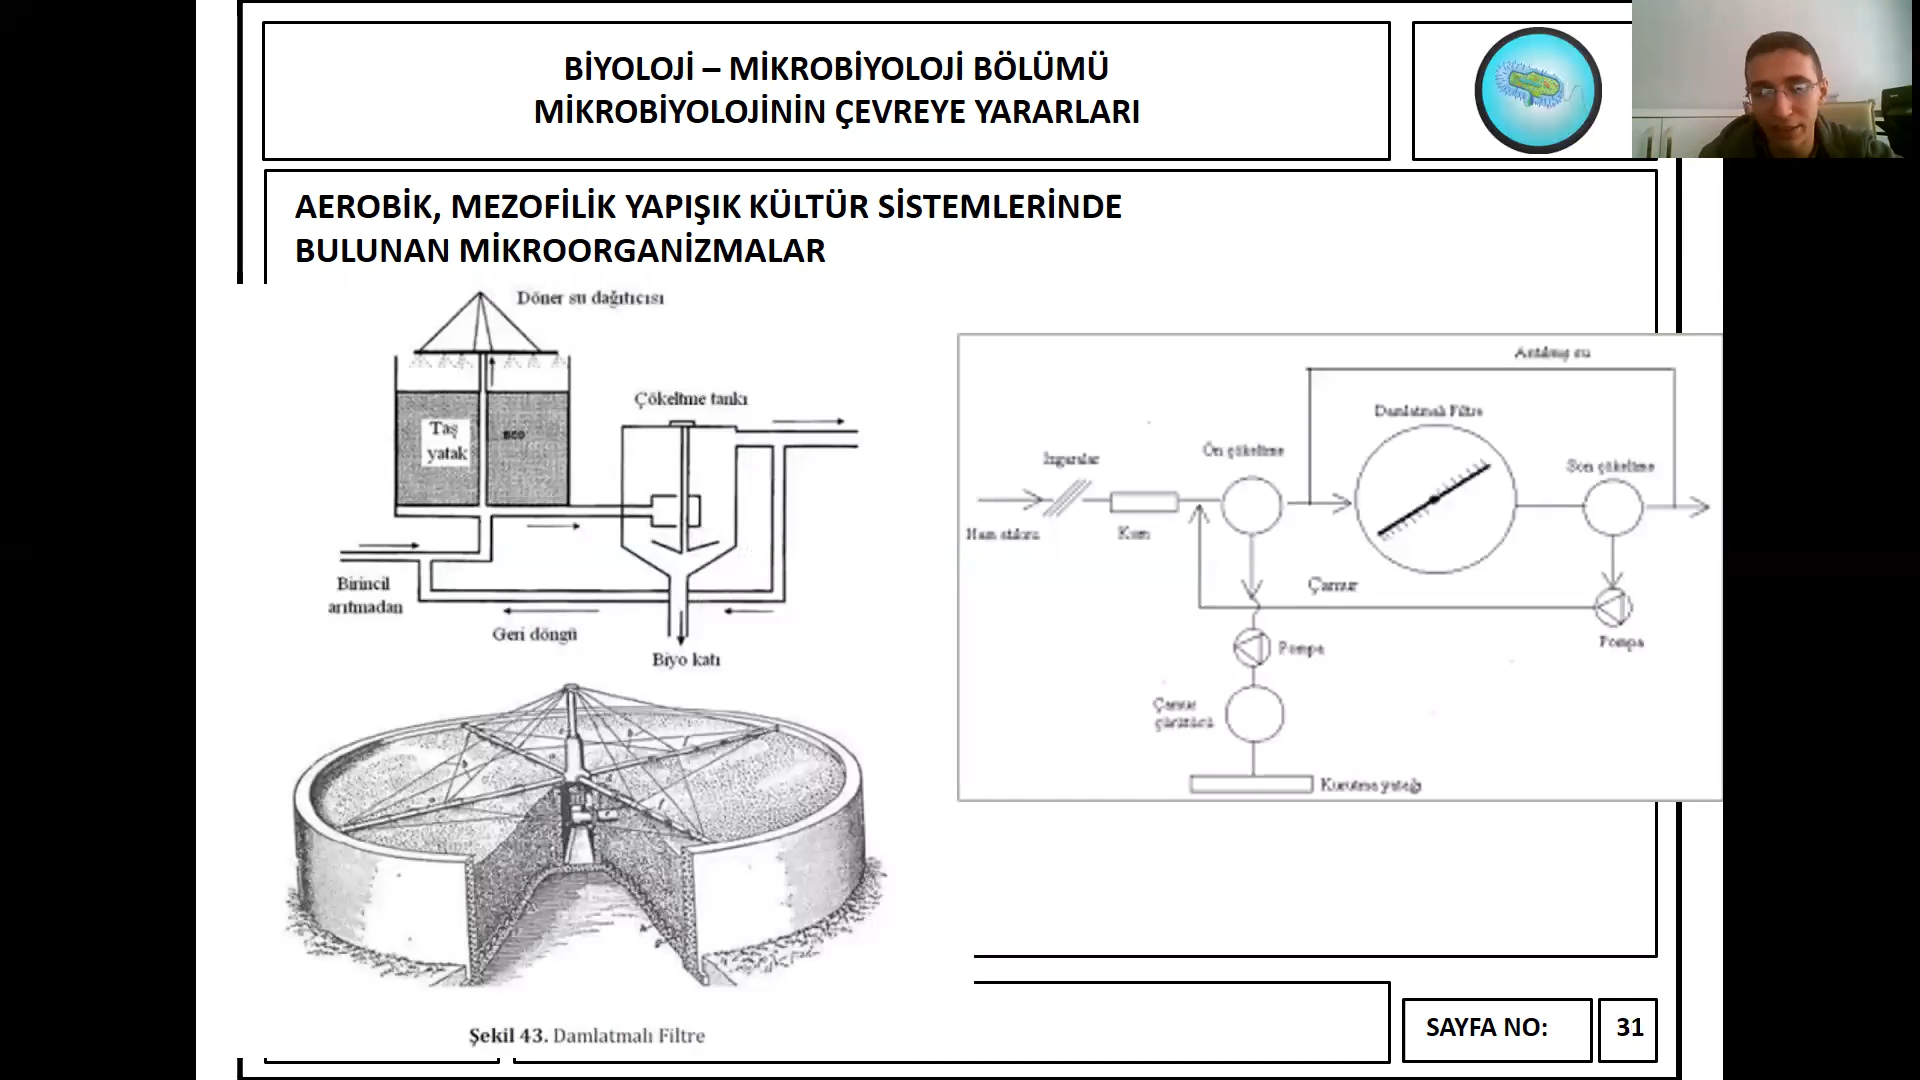 BİYOLOJİ – MİKROBİYOLOJİ BÖLÜMÜ
MİKROBİYOLOJİNİN ÇEVREYE YARARLARI
AEROBİK, MEZOFİLİK YAPIŞIK KÜLTÜR SİSTEMLERİNDE
BULUNAN MİKROORGANİZMALAR
Döner su dağıtıcısı
Çökeltme tankı
Taş
yatak
Birincil
arıtmadan
Geri döngü
Biyo katı
Şekil 43. Damlatmalı Filtre
Arıtılmış su
Damlatmalı Filtre
Izgaralar
Ön çökeltme
Son çökeltme
Ham atıksu
Kum
Çamur
Pompa
Pompa
Çamur
çürütücü
Kurutma yatağı
SAYFA NO:
31